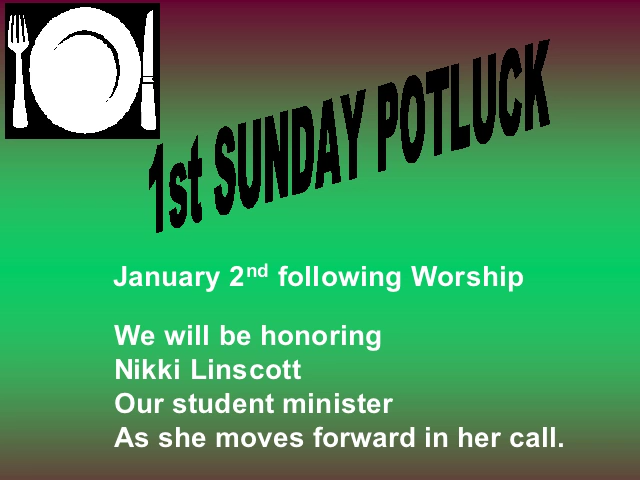 1st SUNDAY POTLUCK
January 2nd following Worship
We will be honoring
Nikki Linscott
Our student minister
As she moves forward in her call.